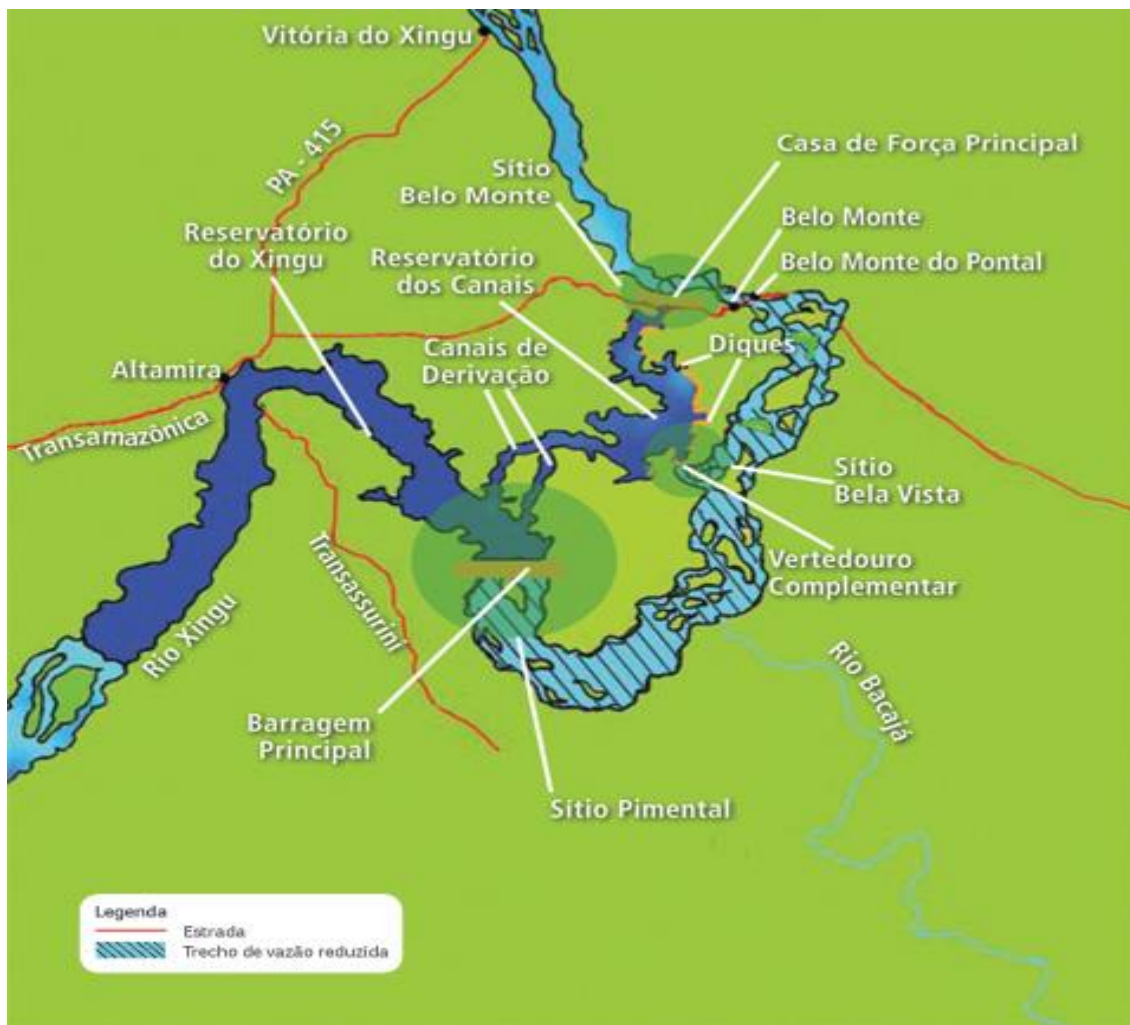 Vitória do Xingu
PA - 415
Casa de Força Principal
Sítio
Belo Monte
Belo Monte
Reservatório
do Xingu
Reservatório
dos Canais
Belo Monte do Pontal
Diques
Canais de
Derivação
Altamira
Transamazônica
Sítio
Bela Vista
Transassurini
Vertedouro
Complementar
Rio Xingu
Rio Bacajá
Barragem
Principal
Sítio Pimental
Legenda
Estrada
Trecho de vazão reduzida